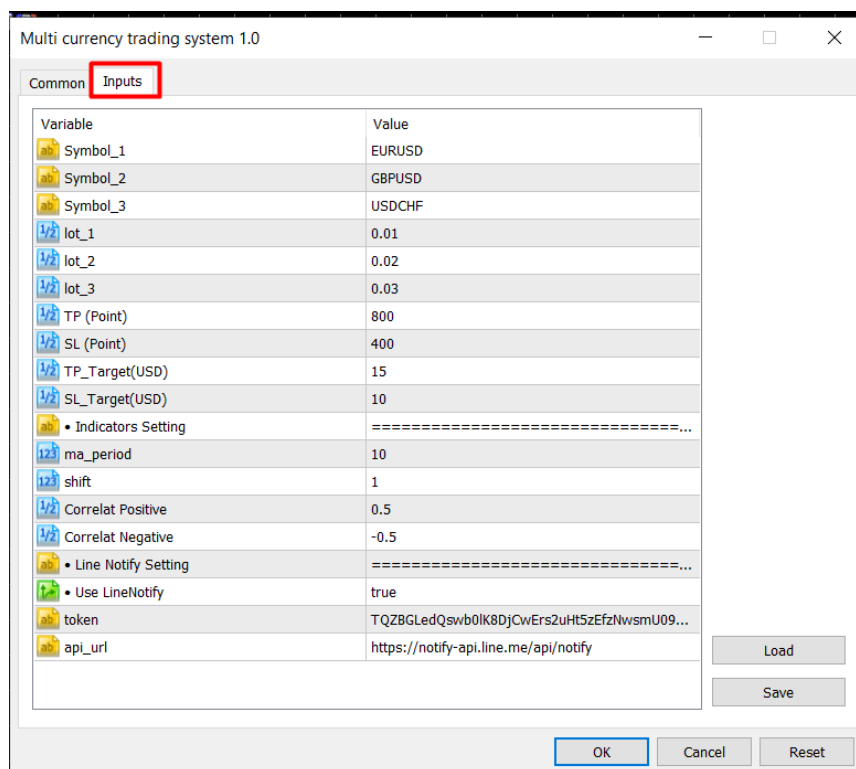 Multi currency trading system 1.0
Common Inputs
Variable Value
Symbol_1 EURUSD
Symbol_2 GBPUSD
Symbol_3 USDCHF
lot_1 0.01
lot_2 0.02
lot_3 0.03
TP (Point) 800
SL (Point) 400
TP_Target(USD) 15
SL_Target(USD) 10
• Indicators Setting ===============================...
ma_period 10
shift 1
Correlat Positive 0.5
Correlat Negative -0.5
• Line Notify Setting ===============================...
• Use LineNotify true
token TQZBGLedQswb0lK8DjCwErs2uHt5zEfzNwsmU09...
api_url https://notify-api.line.me/api/notify
Load
Save
OK Cancel Reset